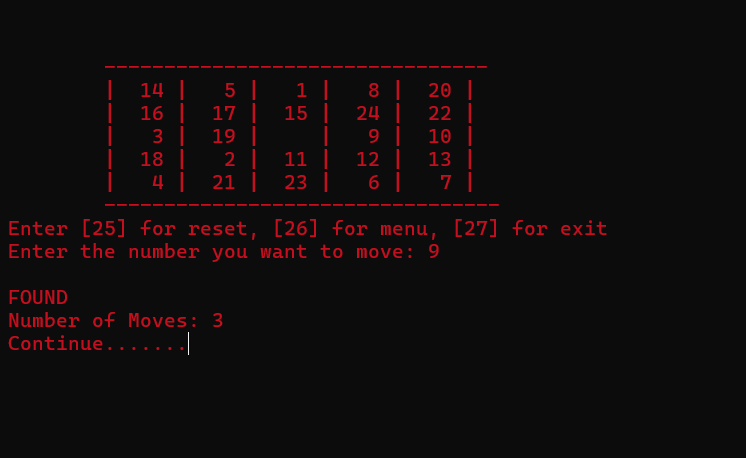 --------------------------------
|  14 |   5 |   1 |   8 |  20 |
|  16 |  17 |  15 |  24 |  22 |
|   3 |  19 |     |   9 |  10 |
|  18 |   2 |  11 |  12 |  13 |
|   4 |  21 |  23 |   6 |   7 |
---------------------------------
Enter [25] for reset, [26] for menu, [27] for exit
Enter the number you want to move: 9
FOUND
Number of Moves: 3
Continue.......